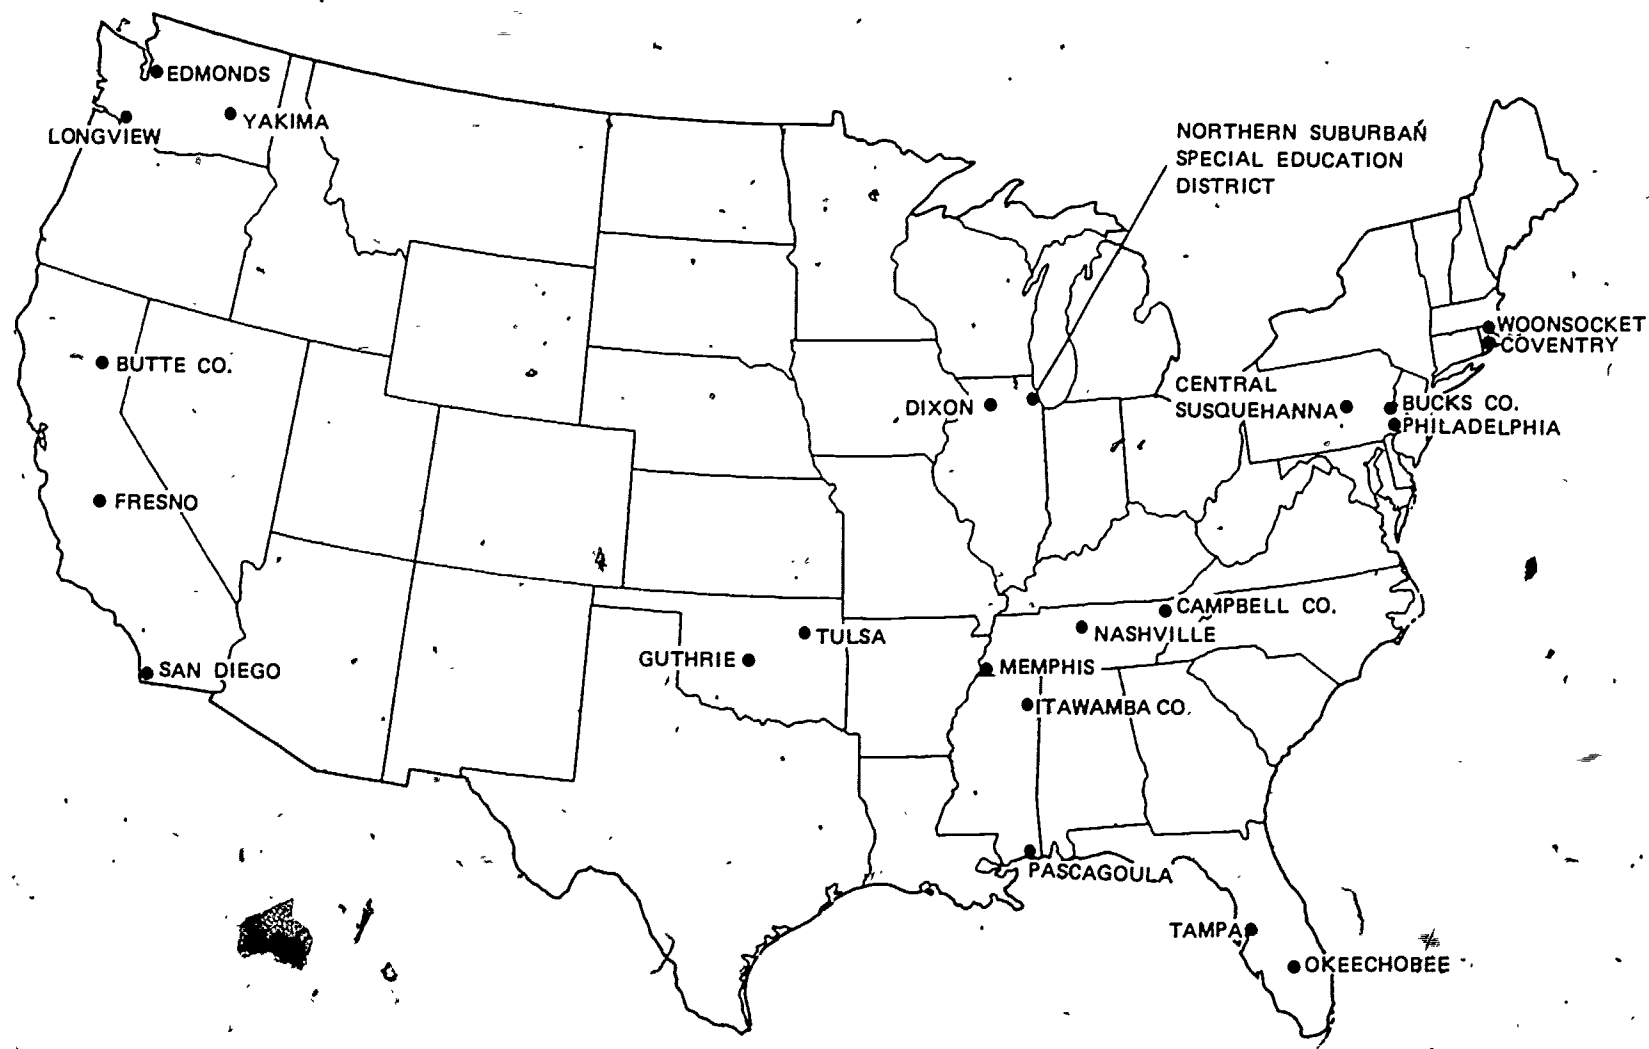 EDMONDS
YAKIMA
LONGVIEW
NORTHERN SUBURBAN
SPECIAL EDUCATION
DISTRICT
WOONSOCKET
COVENTRY
BUTTE CO.
CENTRAL
SUSQUEHANNA
DIXON
BUCKS CO.
PHILADELPHIA
FRESNO
CAMPBELL CO.
NASHVILLE
TULSA
GUTHRIE
MEMPHIS
SAN DIEGO
ITAWAMBA CO.
PASCAGOULA
TAMPA
OKEECHOBEE